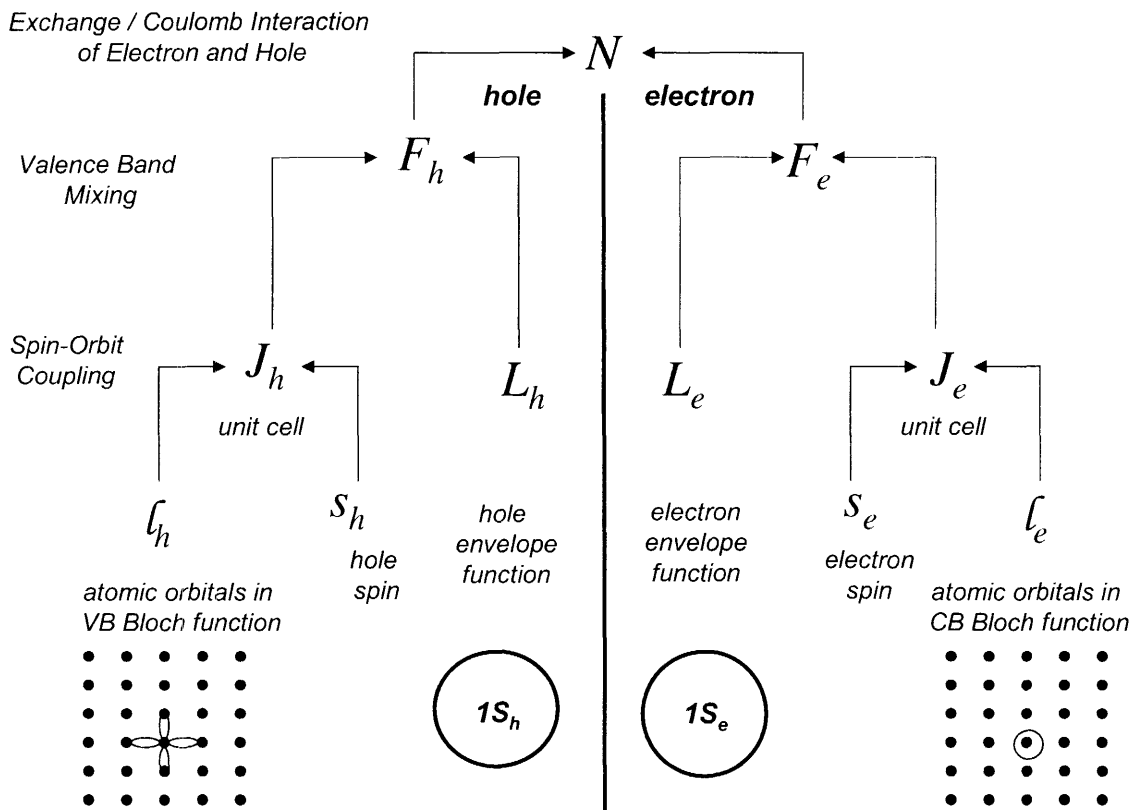 Exchange / Coulomb Interaction
of Electron and Hole
N
hole
electron
Valence Band
Mixing
F_h
F_e
Spin-Orbit
Coupling
J_h
L_h
L_e
J_e
unit cell
unit cell
ℓ_h
s_h
s_e
ℓ_e
hole
spin
hole
envelope
function
electron
envelope
function
electron
spin
atomic orbitals in
VB Bloch function
atomic orbitals in
CB Bloch function
1S_h
1S_e